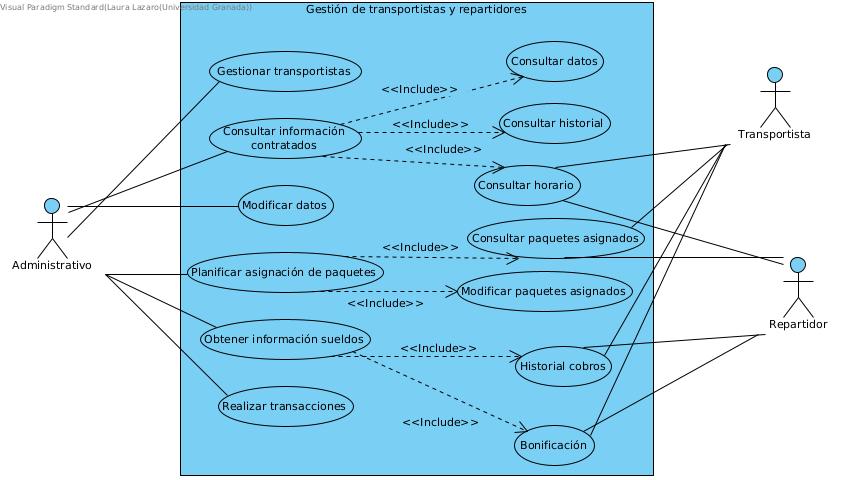 Visual Paradigm Standard(Laura Lazaro(Universidad Granada))
Gestión de transportistas y repartidores
Gestionar transportistas
Consultar datos
<<Include>>
Consultar información
contratados
<<Include>>
Consultar historial
<<Include>>
Consultar horario
Transportista
Modificar datos
Administrativo
Consultar paquetes asignados
<<Include>>
Planificar asignación de paquetes
Modificar paquetes asignados
<<Include>>
Repartidor
Obtener información sueldos
<<Include>>
Historial cobros
Realizar transacciones
<<Include>>
Bonificación